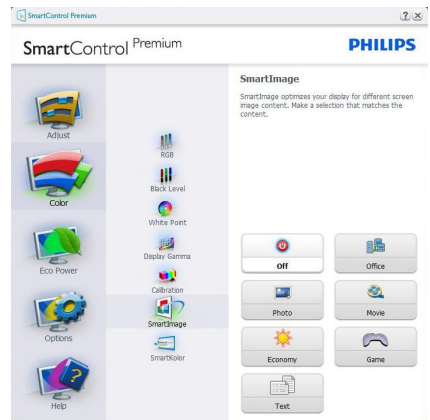 SmartControl Premium
? x
SmartControl Premium
PHILIPS
Adjust
Color
Eco Power
Options
Help
RGB
Black Level
White Point
Display Gamma
Calibration
SmartImage
SmartKolor
SmartImage
SmartImage optimizes your display for different screen
image content. Make a selection that matches the
content.
Off
Office
Photo
Movie
Economy
Game
Text